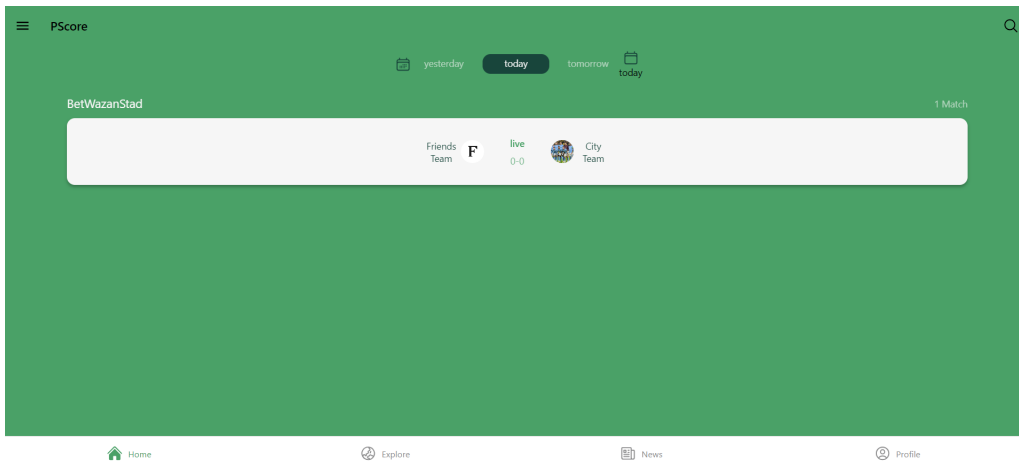 PScore
yesterday
today
tomorrow
today
BetWazanStad
1 Match
Friends
Team
F
live
0-0
City
Team
Home
Explore
News
Profile